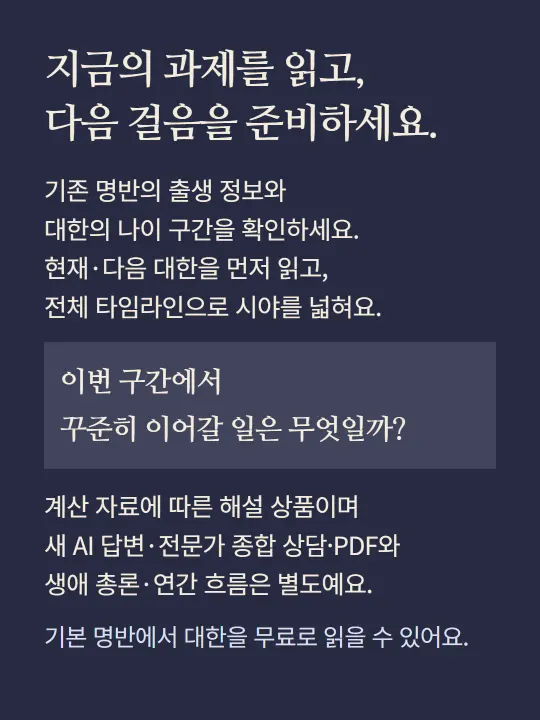 지금의 과제를 읽고,
다음 걸음을 준비하세요.
기존 명반의 출생 정보와
대한의 나이 구간을 확인하세요.
현재·다음 대한을 먼저 읽고,
전체 타임라인으로 시야를 넓혀요.
이번 구간에서
꾸준히 이어갈 일은 무엇일까?
계산 자료에 따른 해설 상품이며
새 AI 답변·전문가 종합 상담·PDF와
생애 총론·연간 흐름은 별도예요.
기본 명반에서 대한을 무료로 읽을 수 있어요.